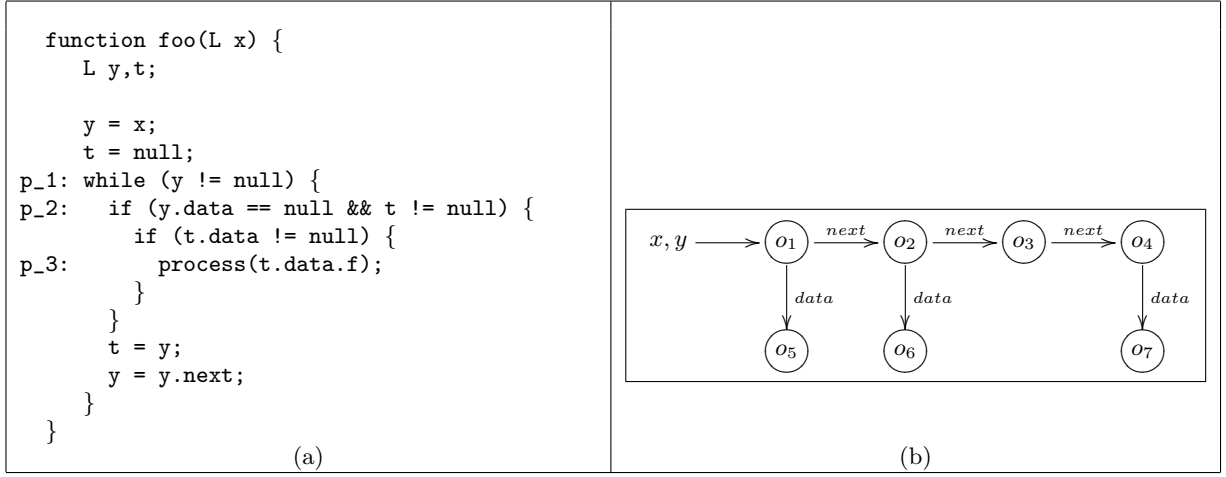 function foo(L x) {
L y,t;
y = x;
t = null;
p_1: while (y != null) {
p_2: if (y.data == null && t != null) {
if (t.data != null) {
p_3: process(t.data.f);
}
}
t = y;
y = y.next;
}
}
(a)
x, y o₁ next o₂ next o₃ next o₄
data data data
o₅ o₆ o₇
(b)